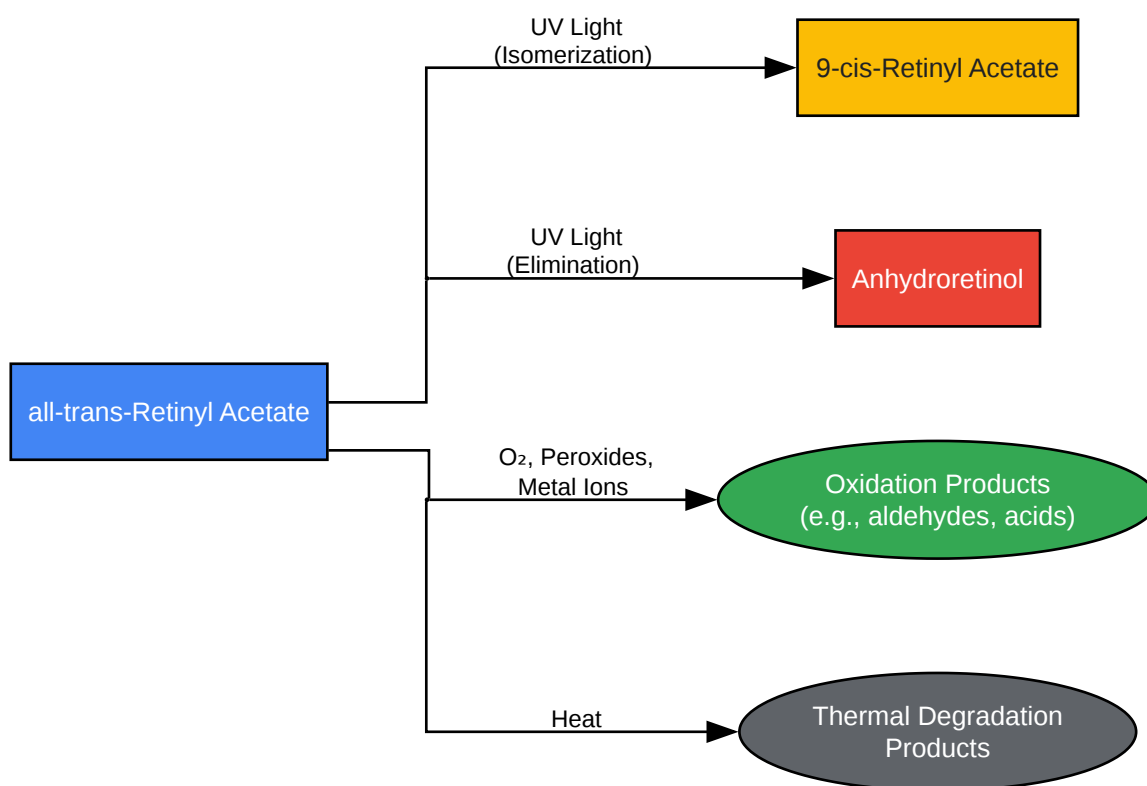 UV Light
(Isomerization)
9-cis-Retinyl Acetate
UV Light
(Elimination)
Anhydroretinol
all-trans-Retinyl Acetate
O₂, Peroxides,
Metal Ions
Oxidation Products
(e.g., aldehydes, acids)
Heat
Thermal Degradation
Products